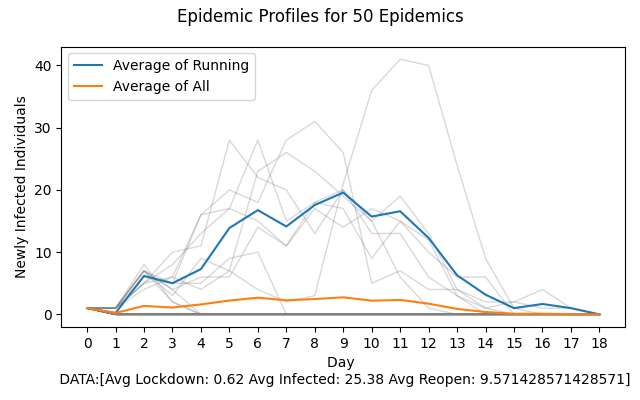 Epidemic Profiles for 50 Epidemics
Average of Running
Average of All
Newly Infected Individuals
40
30
20
10
0
0 1 2 3 4 5 6 7 8 9 10 11 12 13 14 15 16 17 18
Day
DATA:[Avg Lockdown: 0.62 Avg Infected: 25.38 Avg Reopen: 9.571428571428571]